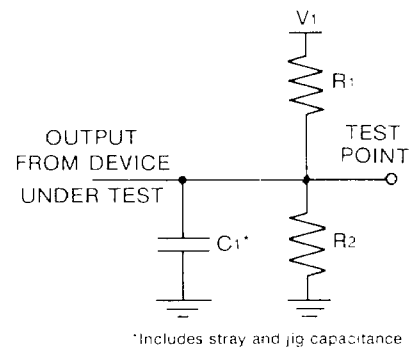 V1
R1
OUTPUT
FROM DEVICE
UNDER TEST
TEST
POINT
C1*
R2
*Includes stray and jig capacitance